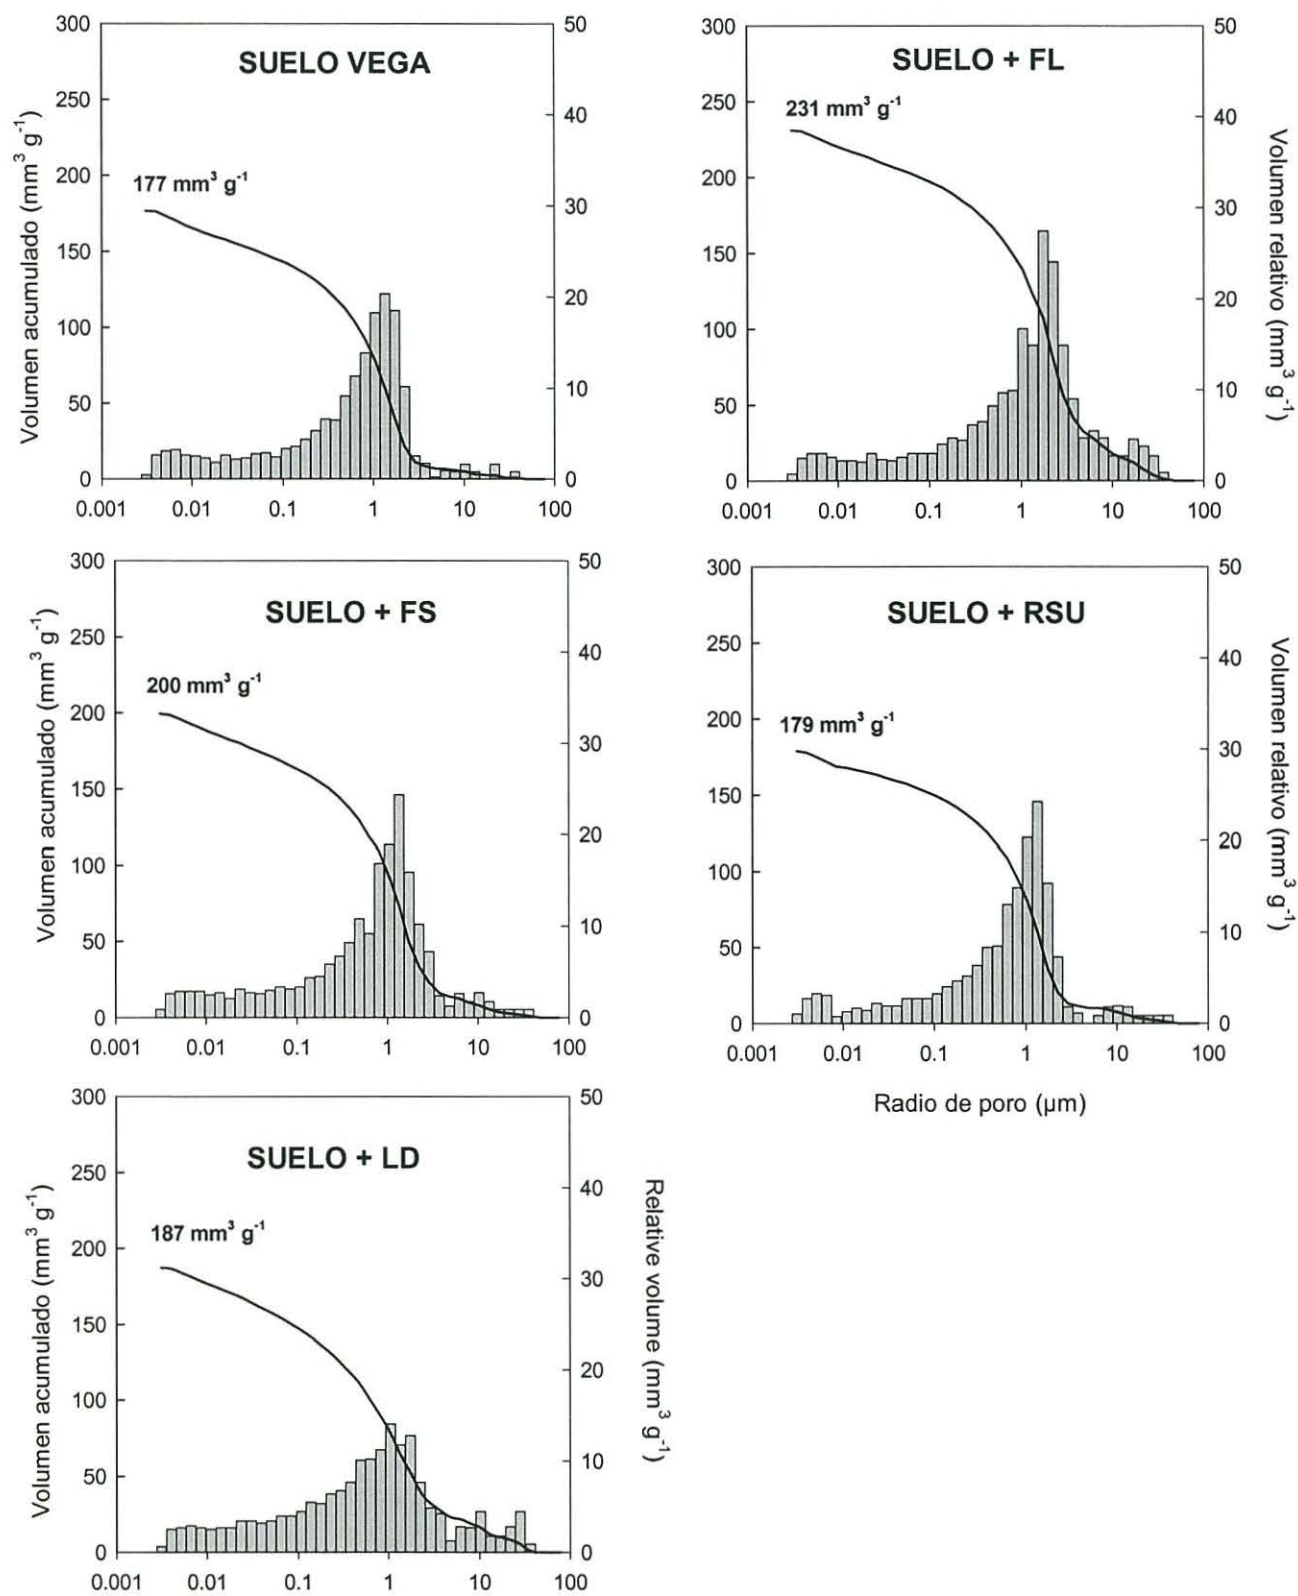 SUELO VEGA
177 mm³ g⁻¹
Volumen acumulado (mm³ g⁻¹)
300
250
200
150
100
50
0
50
40
30
20
10
0
0.001 0.01 0.1 1 10 100
SUELO + FL
231 mm³ g⁻¹
300
250
200
150
100
50
0
50
40
30
20
10
0
Volumen relativo (mm³ g⁻¹)
0.001 0.01 0.1 1 10 100
SUELO + FS
200 mm³ g⁻¹
Volumen acumulado (mm³ g⁻¹)
300
250
200
150
100
50
0
50
40
30
20
10
0
0.001 0.01 0.1 1 10 100
SUELO + RSU
179 mm³ g⁻¹
300
250
200
150
100
50
0
50
40
30
20
10
0
Volumen relativo (mm³ g⁻¹)
0.001 0.01 0.1 1 10 100
Radio de poro (µm)
SUELO + LD
187 mm³ g⁻¹
Volumen acumulado (mm³ g⁻¹)
300
250
200
150
100
50
0
50
40
30
20
10
0
Relative volume (mm³ g⁻¹)
0.001 0.01 0.1 1 10 100